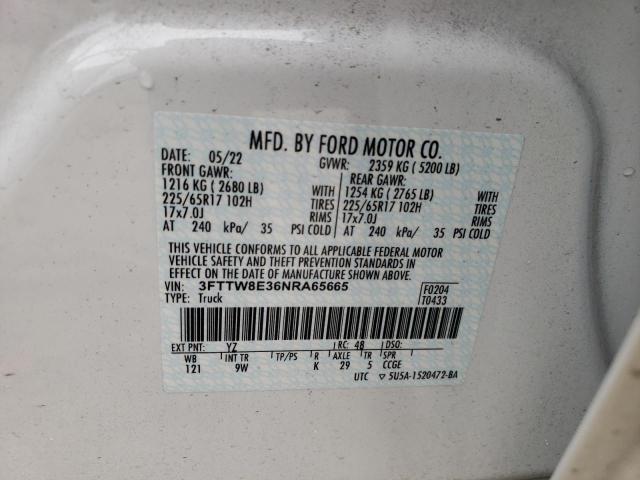 MFD. BY FORD MOTOR CO.
DATE: 05/22 GVWR: 2359 KG ( 5200 LB)
FRONT GAWR: REAR GAWR:
1216 KG ( 2680 LB) WITH 1254 KG ( 2765 LB) WITH
225/65R17 102H TIRES 225/65R17 102H TIRES
17x7.0J RIMS 17x7.0J RIMS
AT 240 kPa/ 35 PSI COLD AT 240 kPa/ 35 PSI COLD
THIS VEHICLE CONFORMS TO ALL APPLICABLE FEDERAL MOTOR
VEHICLE SAFETY AND THEFT PREVENTION STANDARDS IN
EFFECT ON THE DATE OF MANUFACTURE SHOWN ABOVE.
VIN: 3FTTW8E36NRA65665 F0204
TYPE: Truck T0433
EXT PNT: YZ RC: 48 DSO:
WB INT TR TP/PS R AXLE TR SPR
121 9W K 29 5 CCGE
UTC ▽ 5U5A-1520472-BA